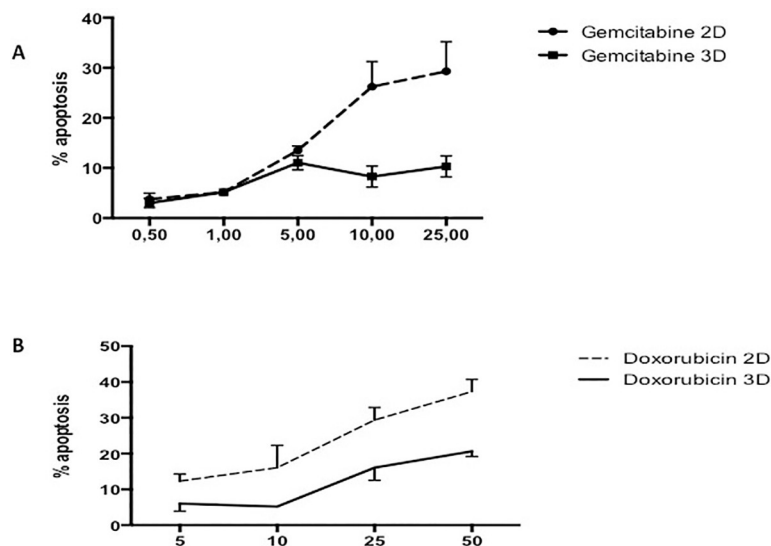 A
Gemcitabine 2D
Gemcitabine 3D
% apoptosis
40
30
20
10
0
0,50 1,00 5,00 10,00 25,00
B
Doxorubicin 2D
Doxorubicin 3D
% apoptosis
50
40
30
20
10
0
5 10 25 50